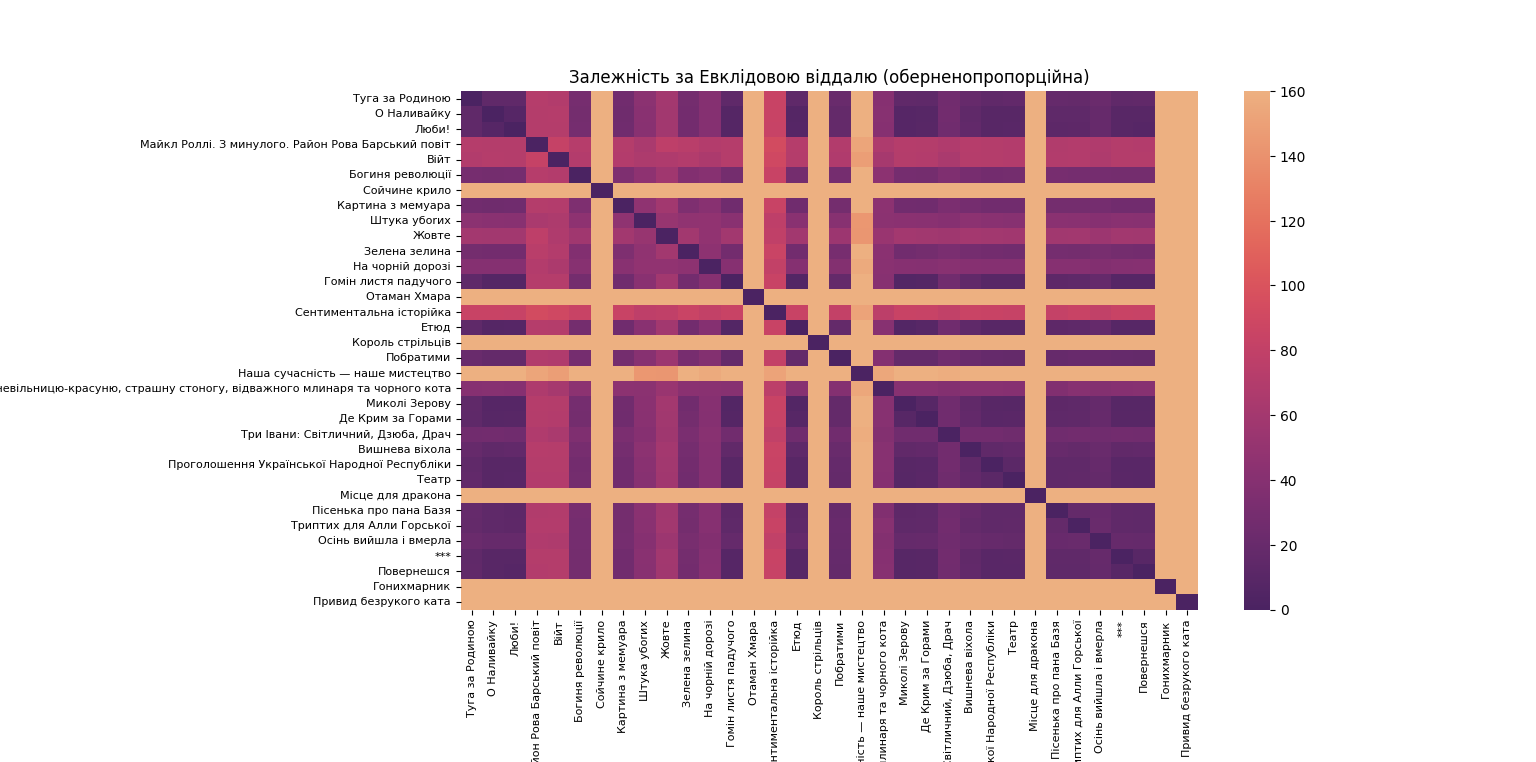 Залежність за Евклідовою віддалю (оберненопропорційна)
Туга за Родиною
О Наливайку
Люби!
Майкл Роллі. З минулого. Район Рова Барський повіт
Війт
Богиня революції
Сойчине крило
Картина з мемуара
Штука убогих
Жовте
Зелена зелина
На чорній дорозі
Гомін листя падучого
Отаман Хмара
Сентиментальна історійка
Етюд
Король стрільців
Побратими
Наша сучасність — наше мистецтво
невільницю-красуню, страшну стоногу, відважного млинаря та чорного кота
Миколі Зерову
Де Крим за Горами
Три Івани: Світличний, Дзюба, Драч
Вишнева віхола
Проголошення Української Народної Республіки
Театр
Місце для дракона
Пісенька про пана Базя
Триптих для Алли Горської
Осінь вийшла і вмерла
***
Повернешся
Гонихмарник
Привид безрукого ката
160
140
120
100
80
60
40
20
0
Туга за Родиною
О Наливайку
Люби!
йон Рова Барський повіт
Війт
Богиня революції
Сойчине крило
Картина з мемуара
Штука убогих
Жовте
Зелена зелина
На чорній дорозі
Гомін листя падучого
Отаман Хмара
нтиментальна історійка
Етюд
Король стрільців
Побратими
ність — наше мистецтво
линаря та чорного кота
Миколі Зерову
Де Крим за Горами
Світличний, Дзюба, Драч
Вишнева віхола
кої Народної Республіки
Театр
Місце для дракона
Пісенька про пана Базя
иптих для Алли Горської
Осінь вийшла і вмерла
***
Повернешся
Гонихмарник
Привид безрукого ката